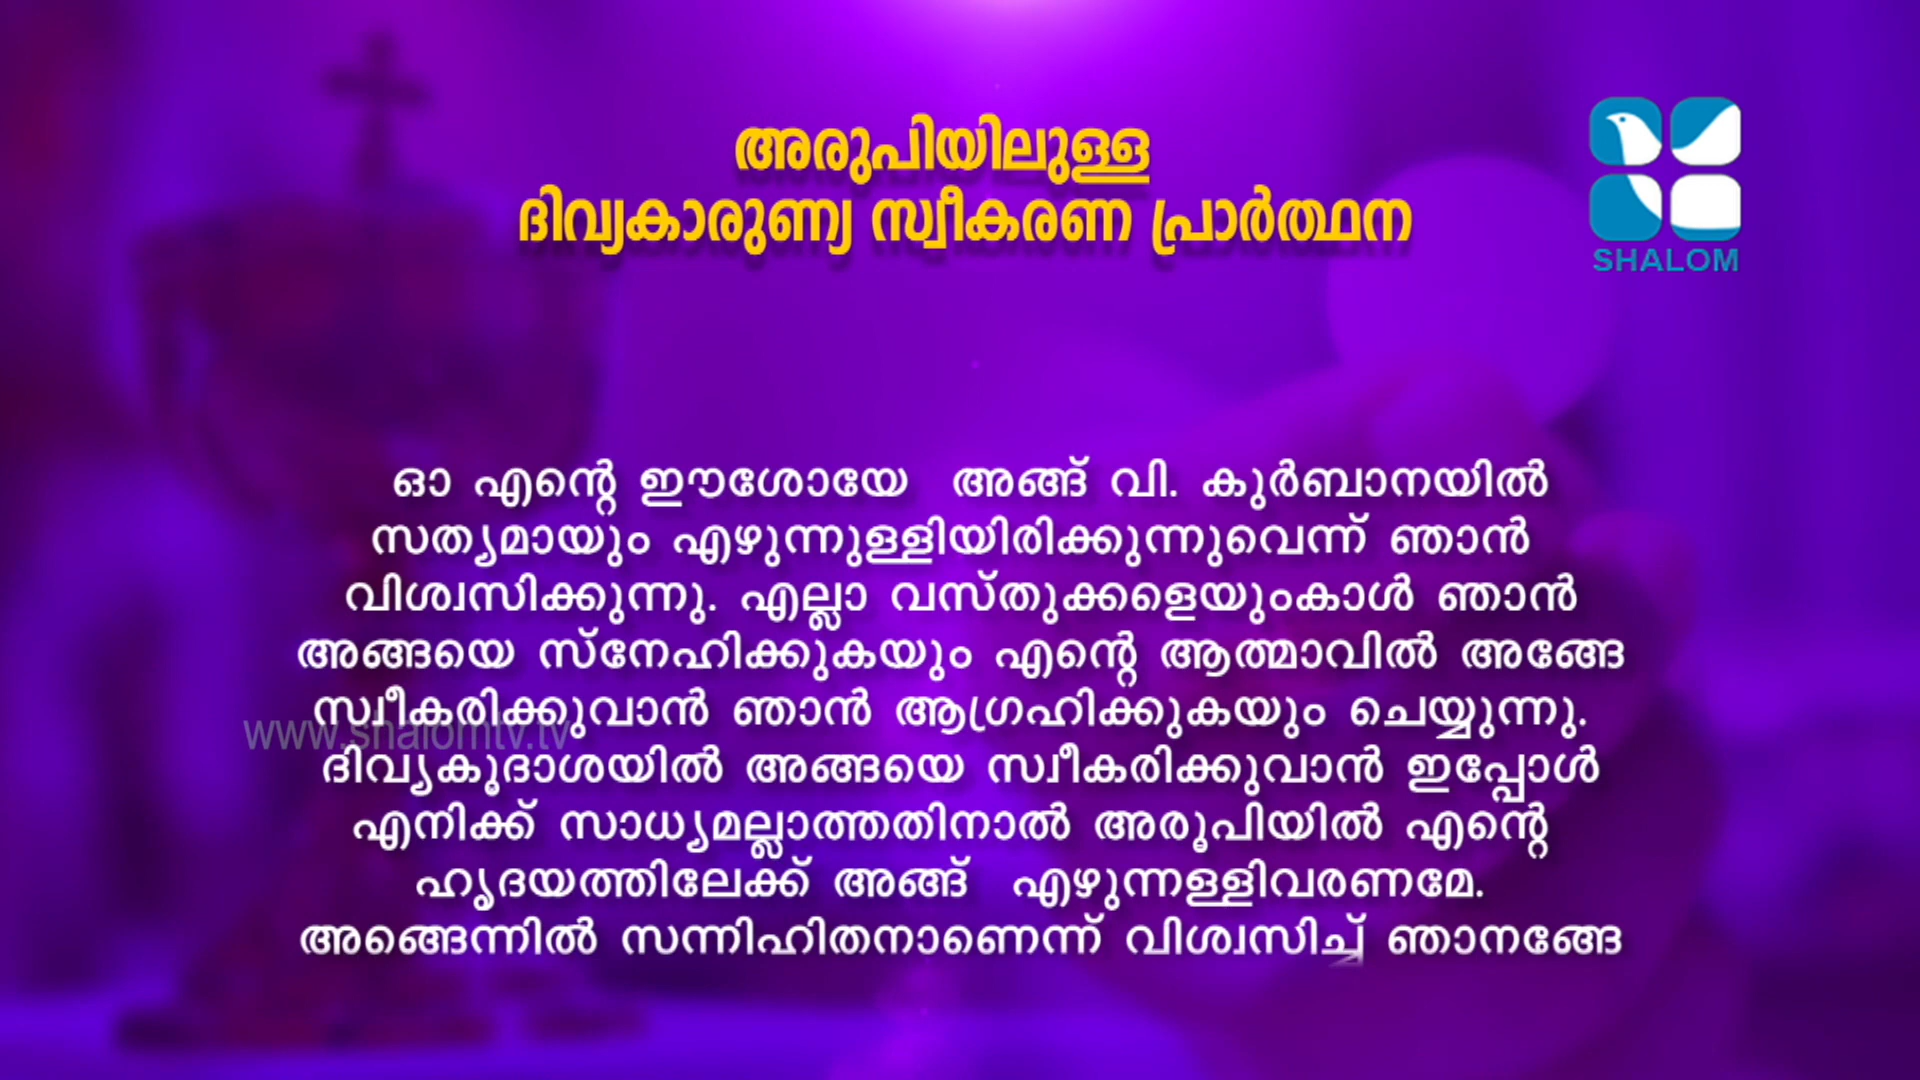 അരുപിയിലുള്ള
ദിവ്യകാരുണ്യ സ്വീകരണ പ്രാർത്ഥന
SHALOM
ഓ എന്റെ ഈശോയേ അങ്ങ് വി. കുർബാനയിൽ
സത്യമായും എഴുന്നുള്ളിയിരിക്കുന്നുവെന്ന് ഞാൻ
വിശ്വസിക്കുന്നു. എല്ലാ വസ്തുക്കളെയുംകാൾ ഞാൻ
അങ്ങയെ സ്നേഹിക്കുകയും എന്റെ ആത്മാവിൽ അങ്ങേ
സ്വീകരിക്കുവാൻ ഞാൻ ആഗ്രഹിക്കുകയും ചെയ്യുന്നു.
www.shalomtv.tv
ദിവ്യകൂദാശയിൽ അങ്ങയെ സ്വീകരിക്കുവാൻ ഇപ്പോൾ
എനിക്ക് സാധ്യമല്ലാത്തതിനാൽ അരൂപിയിൽ എന്റെ
ഹൃദയത്തിലേക്ക് അങ്ങ് എഴുന്നള്ളിവരണമേ.
അങ്ങെന്നിൽ സന്നിഹിതനാണെന്ന് വിശ്വസിച്ച് ഞാനങ്ങേ